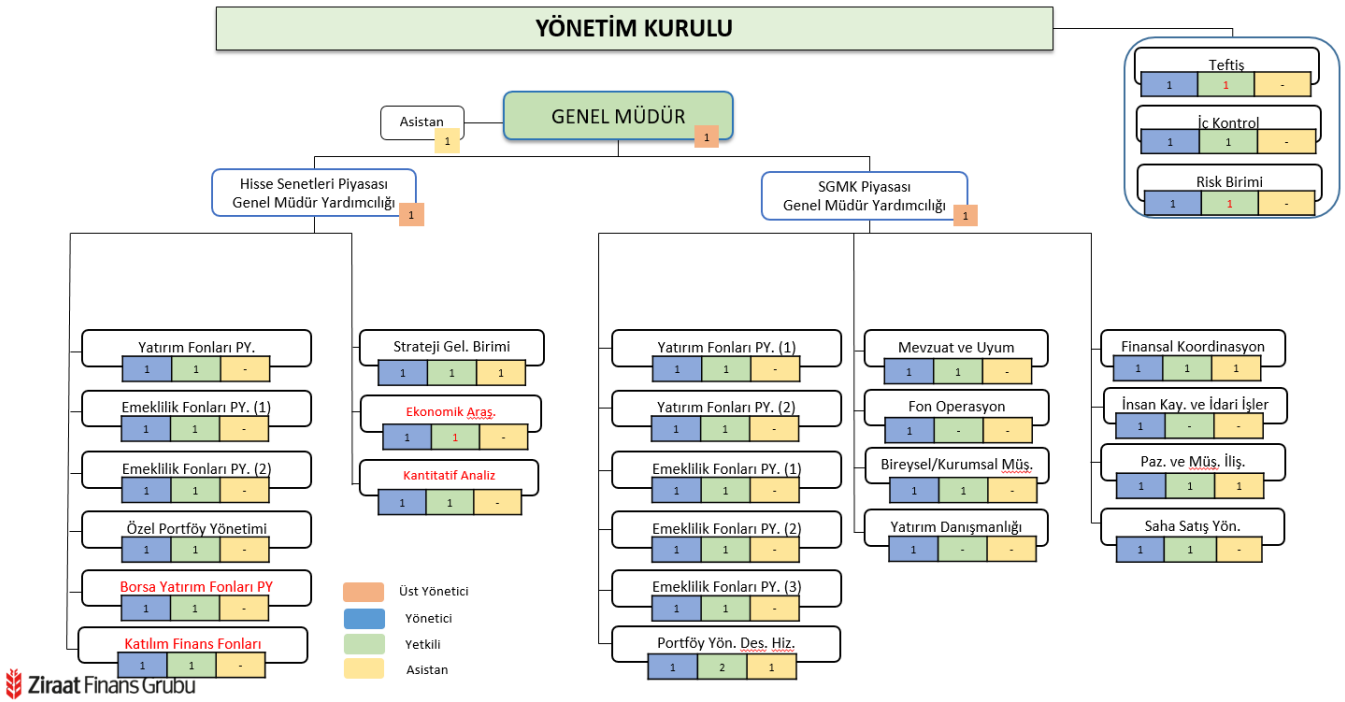 YÖNETİM KURULU
Teftiş
1 1 -
İç Kontrol
1 1 -
Risk Birimi
1 1 -
Asistan
1
GENEL MÜDÜR
1
Hisse Senetleri Piyasası
Genel Müdür Yardımcılığı
1
SGMK Piyasası
Genel Müdür Yardımcılığı
1
Yatırım Fonları PY.
1 1 -
Emeklilik Fonları PY. (1)
1 1 -
Emeklilik Fonları PY. (2)
1 1 -
Özel Portföy Yönetimi
1 1 -
Borsa Yatırım Fonları PY
1 1 -
Katılım Finans Fonları
1 1 -
Strateji Gel. Birimi
1 1 1
Ekonomik Araş.
1 1 -
Kantitatif Analiz
1 1 -
Üst Yönetici
Yönetici
Yetkili
Asistan
Yatırım Fonları PY. (1)
1 1 -
Yatırım Fonları PY. (2)
1 1 -
Emeklilik Fonları PY. (1)
1 1 -
Emeklilik Fonları PY. (2)
1 1 -
Emeklilik Fonları PY. (3)
1 1 -
Portföy Yön. Des. Hiz.
1 2 1
Mevzuat ve Uyum
1 1 -
Fon Operasyon
1 - -
Bireysel/Kurumsal Müş.
1 1 -
Yatırım Danışmanlığı
1 - -
Finansal Koordinasyon
1 1 1
İnsan Kay. ve İdari İşler
1 - -
Paz. ve Müş. İliş.
1 1 1
Saha Satış Yön.
1 1 -
Ziraat Finans Grubu